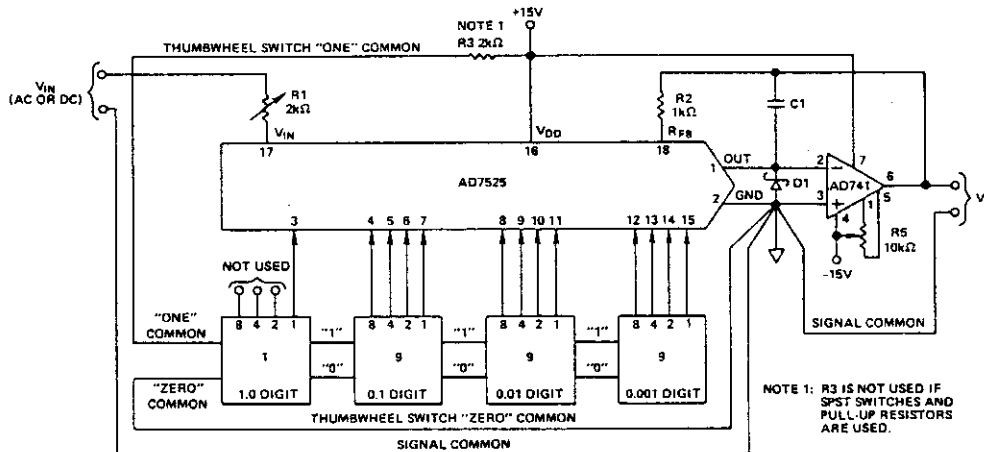 +15V
NOTE 1
R3 2kΩ
THUMBWHEEL SWITCH "ONE" COMMON
VIN
(AC OR DC)
R1
2kΩ
VIN
17
VDD
16
R2
1kΩ
RFB
18
C1
AD7525
1
OUT
2
GND
D1
2
7
AD741
6
3
4
1
5
R5
10kΩ
-15V
V
3
4 5 6 7
8 9 10 11
12 13 14 15
NOT USED
8 4 2 1
8 4 2 1
8 4 2 1
8 4 2 1
"ONE"
COMMON
"ZERO"
COMMON
1
1.0 DIGIT
"1"
"0"
9
0.1 DIGIT
"1"
"0"
9
0.01 DIGIT
"1"
"0"
9
0.001 DIGIT
SIGNAL COMMON
THUMBWHEEL SWITCH "ZERO" COMMON
SIGNAL COMMON
NOTE 1: R3 IS NOT USED IF
SPST SWITCHES AND
PULL-UP RESISTORS
ARE USED.